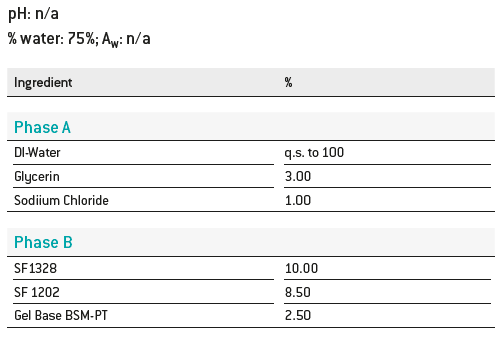 pH: n/a
% water: 75%; Aw: n/a
Ingredient %
Phase A
DI-Water q.s. to 100
Glycerin 3.00
Sodiium Chloride 1.00
Phase B
SF1328 10.00
SF 1202 8.50
Gel Base BSM-PT 2.50